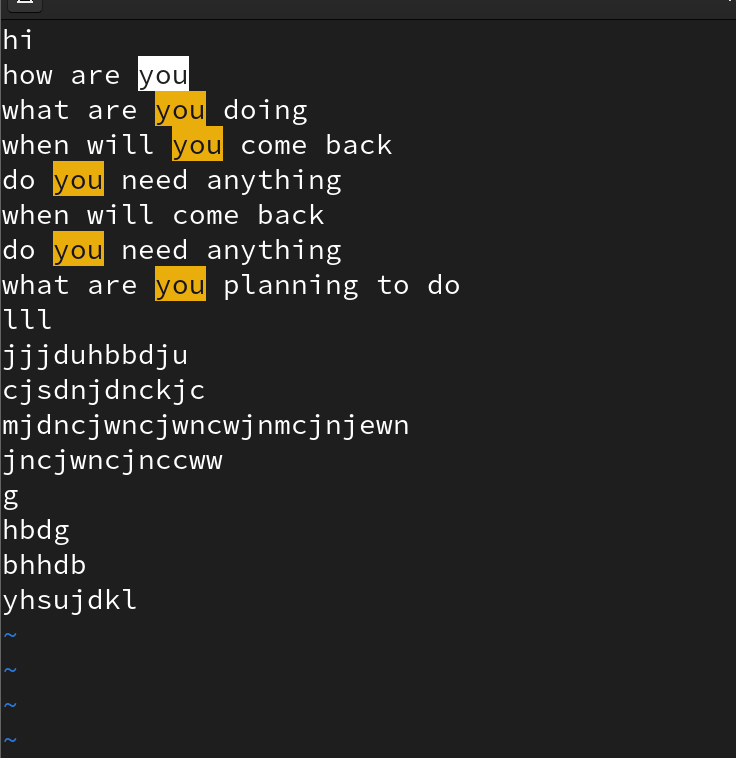 hi
how are you
what are you doing
when will you come back
do you need anything
when will come back
do you need anything
what are you planning to do
lll
jjjduhbbdju
cjsdnjdnckjc
mjdncjwncjwncwjnmcjnjewn
jncjwncjnccww
g
hbdg
bhhdb
yhsujdkl
~
~
~
~